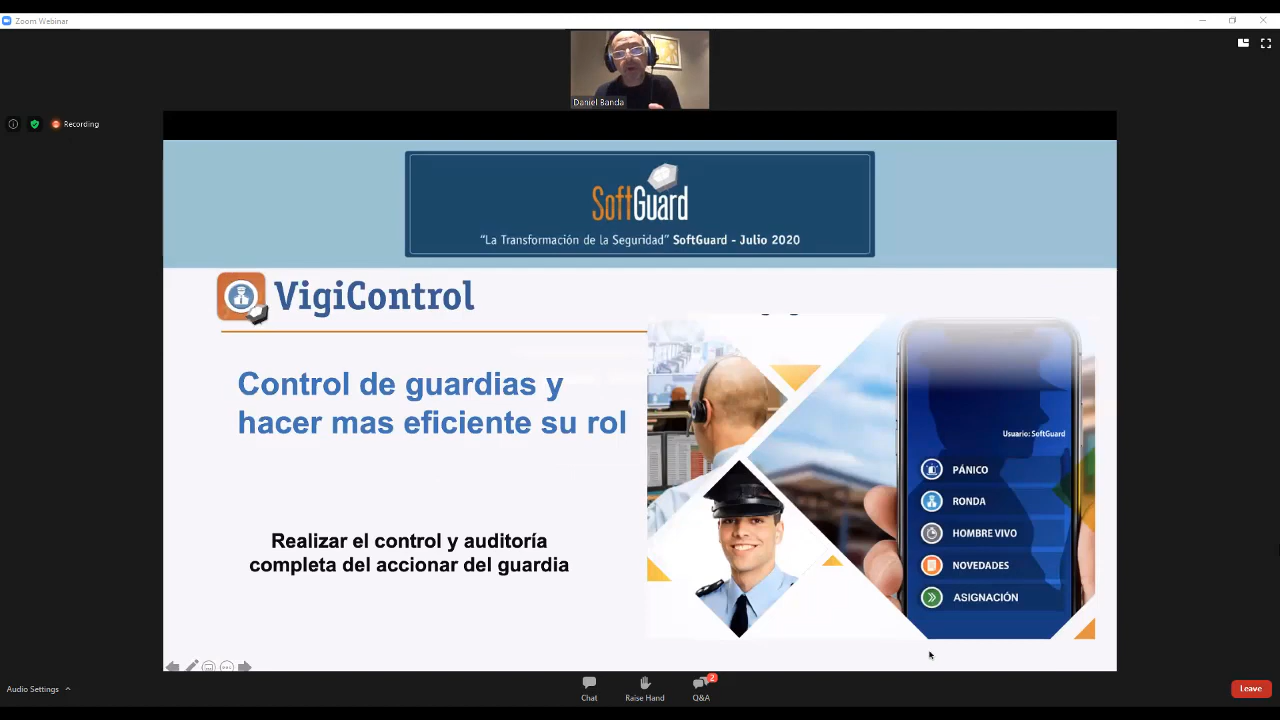 Zoom Webinar
Daniel Banda
Recording
SoftGuard
"La Transformación de la Seguridad" SoftGuard - Julio 2020
VigiControl
Control de guardias y
hacer mas eficiente su rol
Realizar el control y auditoría
completa del accionar del guardia
Usuario: SoftGuard
PÁNICO
RONDA
HOMBRE VIVO
NOVEDADES
ASIGNACIÓN
Audio Settings
Chat
Raise Hand
2
Q&A
Leave